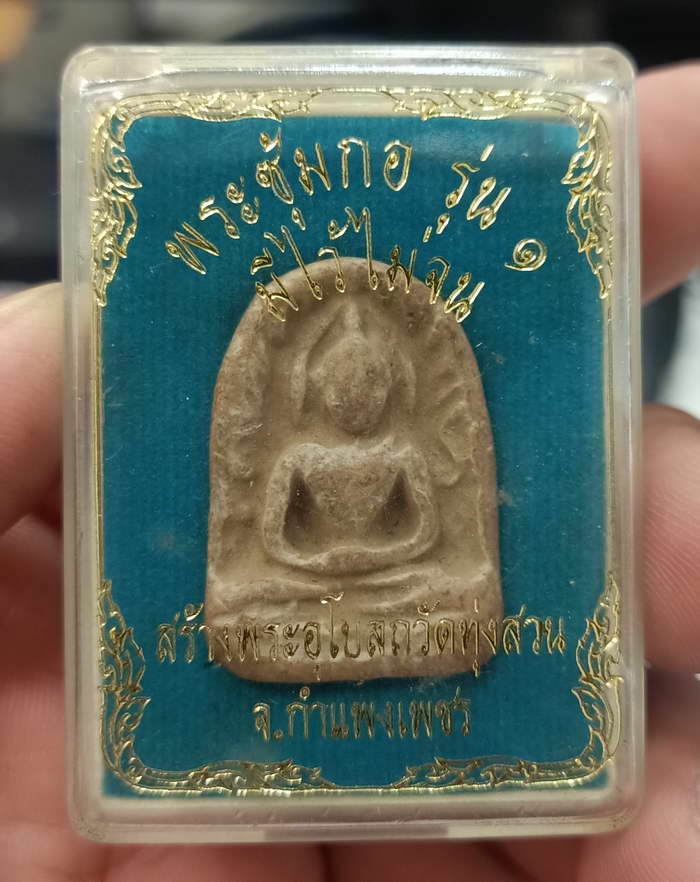 พระซุ้มกอ รุ่น ๑
มีไว้ไม่จน
สร้างพระอุโบสถวัดทุ่งสวน
จ.กำแพงเพชร